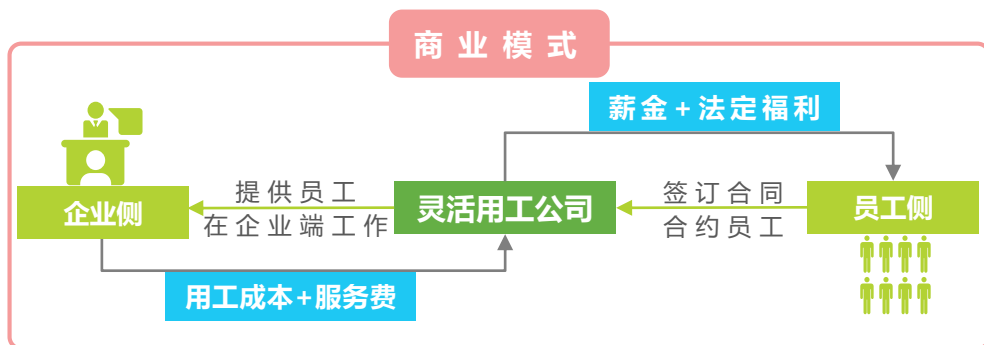 商业模式
薪金+法定福利
企业侧
提供员工
在企业端工作
灵活用工公司
签订合同
合约员工
员工侧
用工成本+服务费